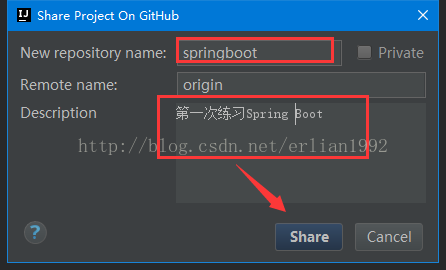 Share Project On GitHub
New repository name: springboot Private
Remote name: origin
Description 第一次练习Spring Boot
http://blog.csdn.net/erlian1992
? Share Cancel